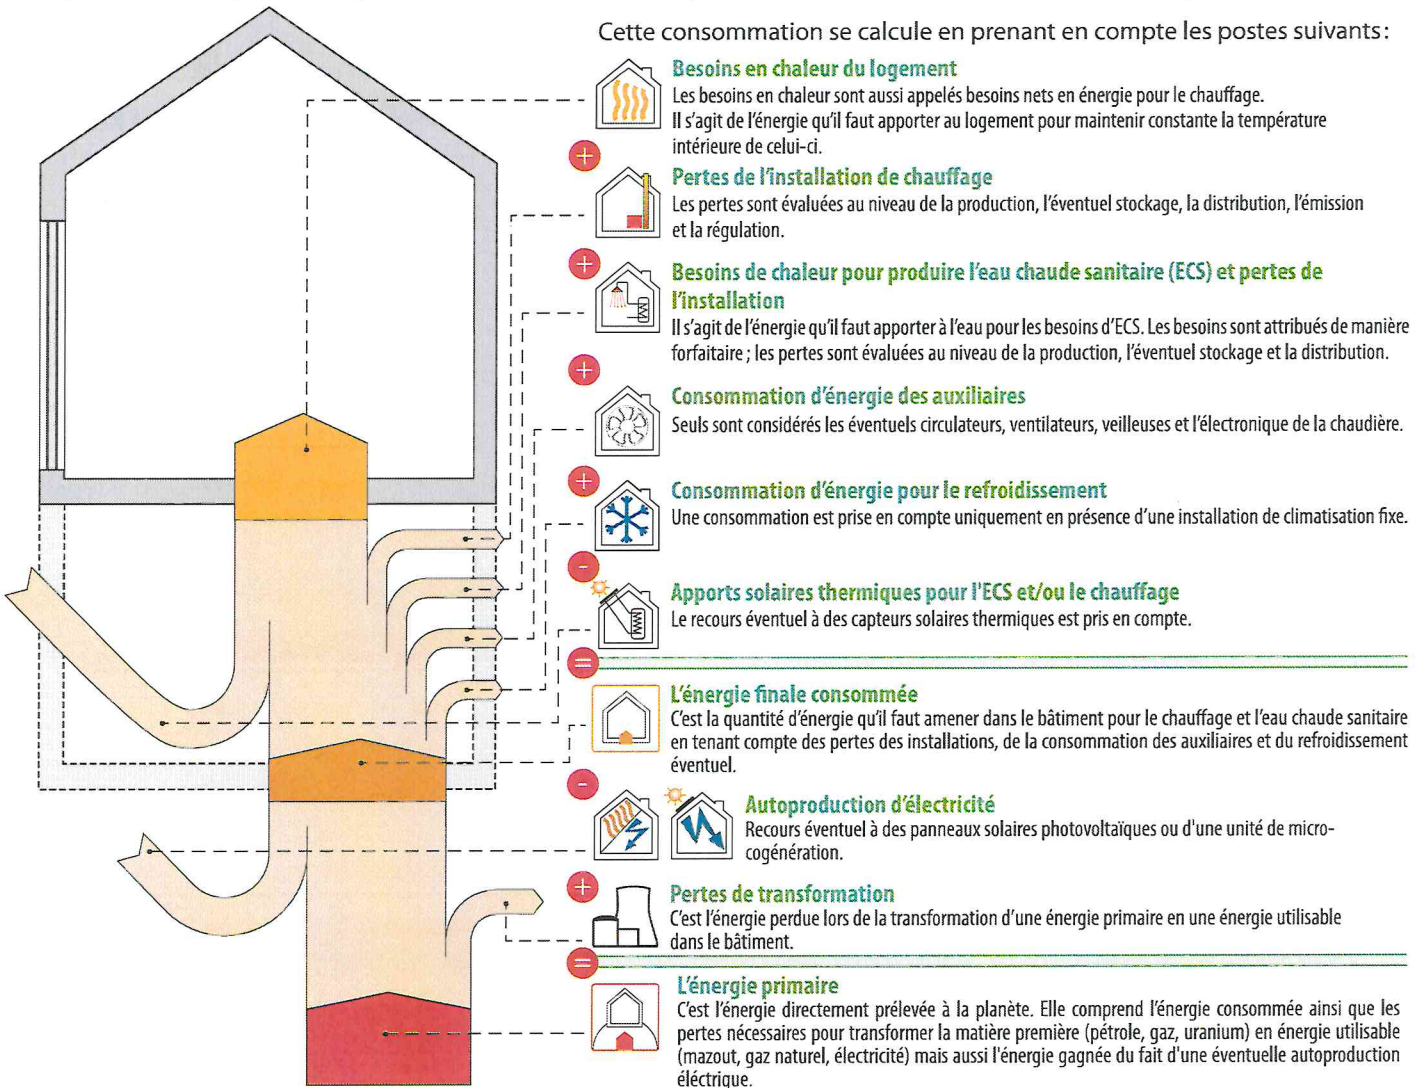 Cette consommation se calcule en prenant en compte les postes suivants:
Besoins en chaleur du logement
Les besoins en chaleur sont aussi appelés besoins nets en énergie pour le chauffage.
Il s'agit de l'énergie qu'il faut apporter au logement pour maintenir constante la température
intérieure de celui-ci.
+
Pertes de l'installation de chauffage
Les pertes sont évaluées au niveau de la production, l'éventuel stockage, la distribution, l'émission
et la régulation.
+
Besoins de chaleur pour produire l'eau chaude sanitaire (ECS) et pertes de
l'installation
Il s'agit de l'énergie qu'il faut apporter à l'eau pour les besoins d'ECS. Les besoins sont attribués de manière
forfaitaire ; les pertes sont évaluées au niveau de la production, l'éventuel stockage et la distribution.
+
Consommation d'énergie des auxiliaires
Seuls sont considérés les éventuels circulateurs, ventilateurs, veilleuses et l'électronique de la chaudière.
+
Consommation d'énergie pour le refroidissement
Une consommation est prise en compte uniquement en présence d'une installation de climatisation fixe.
-
Apports solaires thermiques pour l'ECS et/ou le chauffage
Le recours éventuel à des capteurs solaires thermiques est pris en compte.
=
L'énergie finale consommée
C'est la quantité d'énergie qu'il faut amener dans le bâtiment pour le chauffage et l'eau chaude sanitaire
en tenant compte des pertes des installations, de la consommation des auxiliaires et du refroidissement
éventuel.
-
Autoproduction d'électricité
Recours éventuel à des panneaux solaires photovoltaïques ou d'une unité de micro-
cogénération.
+
Pertes de transformation
C'est l'énergie perdue lors de la transformation d'une énergie primaire en une énergie utilisable
dans le bâtiment.
=
L'énergie primaire
C'est l'énergie directement prélevée à la planète. Elle comprend l'énergie consommée ainsi que les
pertes nécessaires pour transformer la matière première (pétrole, gaz, uranium) en énergie utilisable
(mazout, gaz naturel, électricité) mais aussi l'énergie gagnée du fait d'une éventuelle autoproduction
électrique.